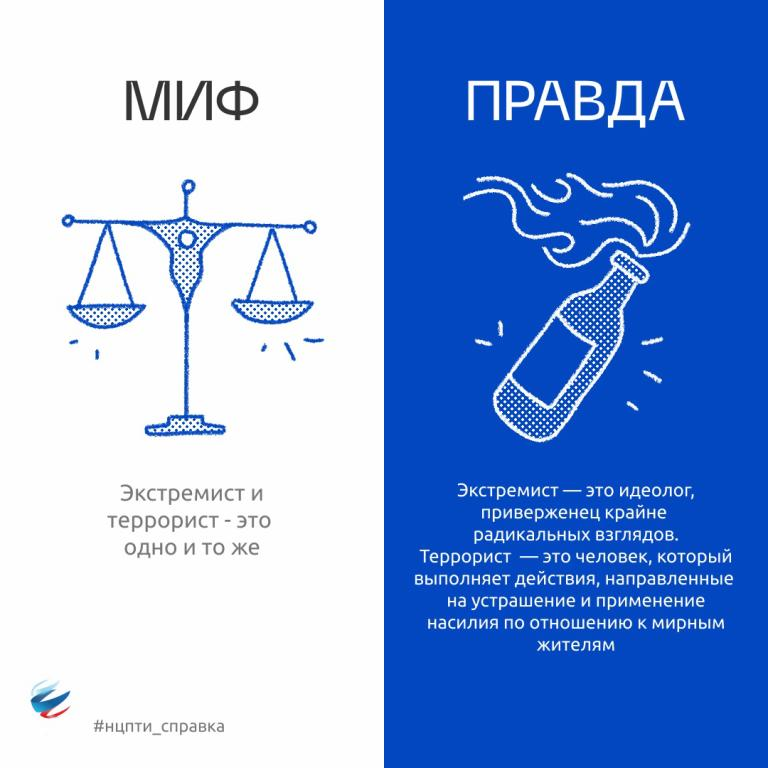 МИФ
Экстремист и
террорист - это
одно и то же
#нцпти_справка
ПРАВДА
Экстремист — это идеолог,
приверженец крайне
радикальных взглядов.
Террорист — это человек, который
выполняет действия, направленные
на устрашение и применение
насилия по отношению к мирным
жителям